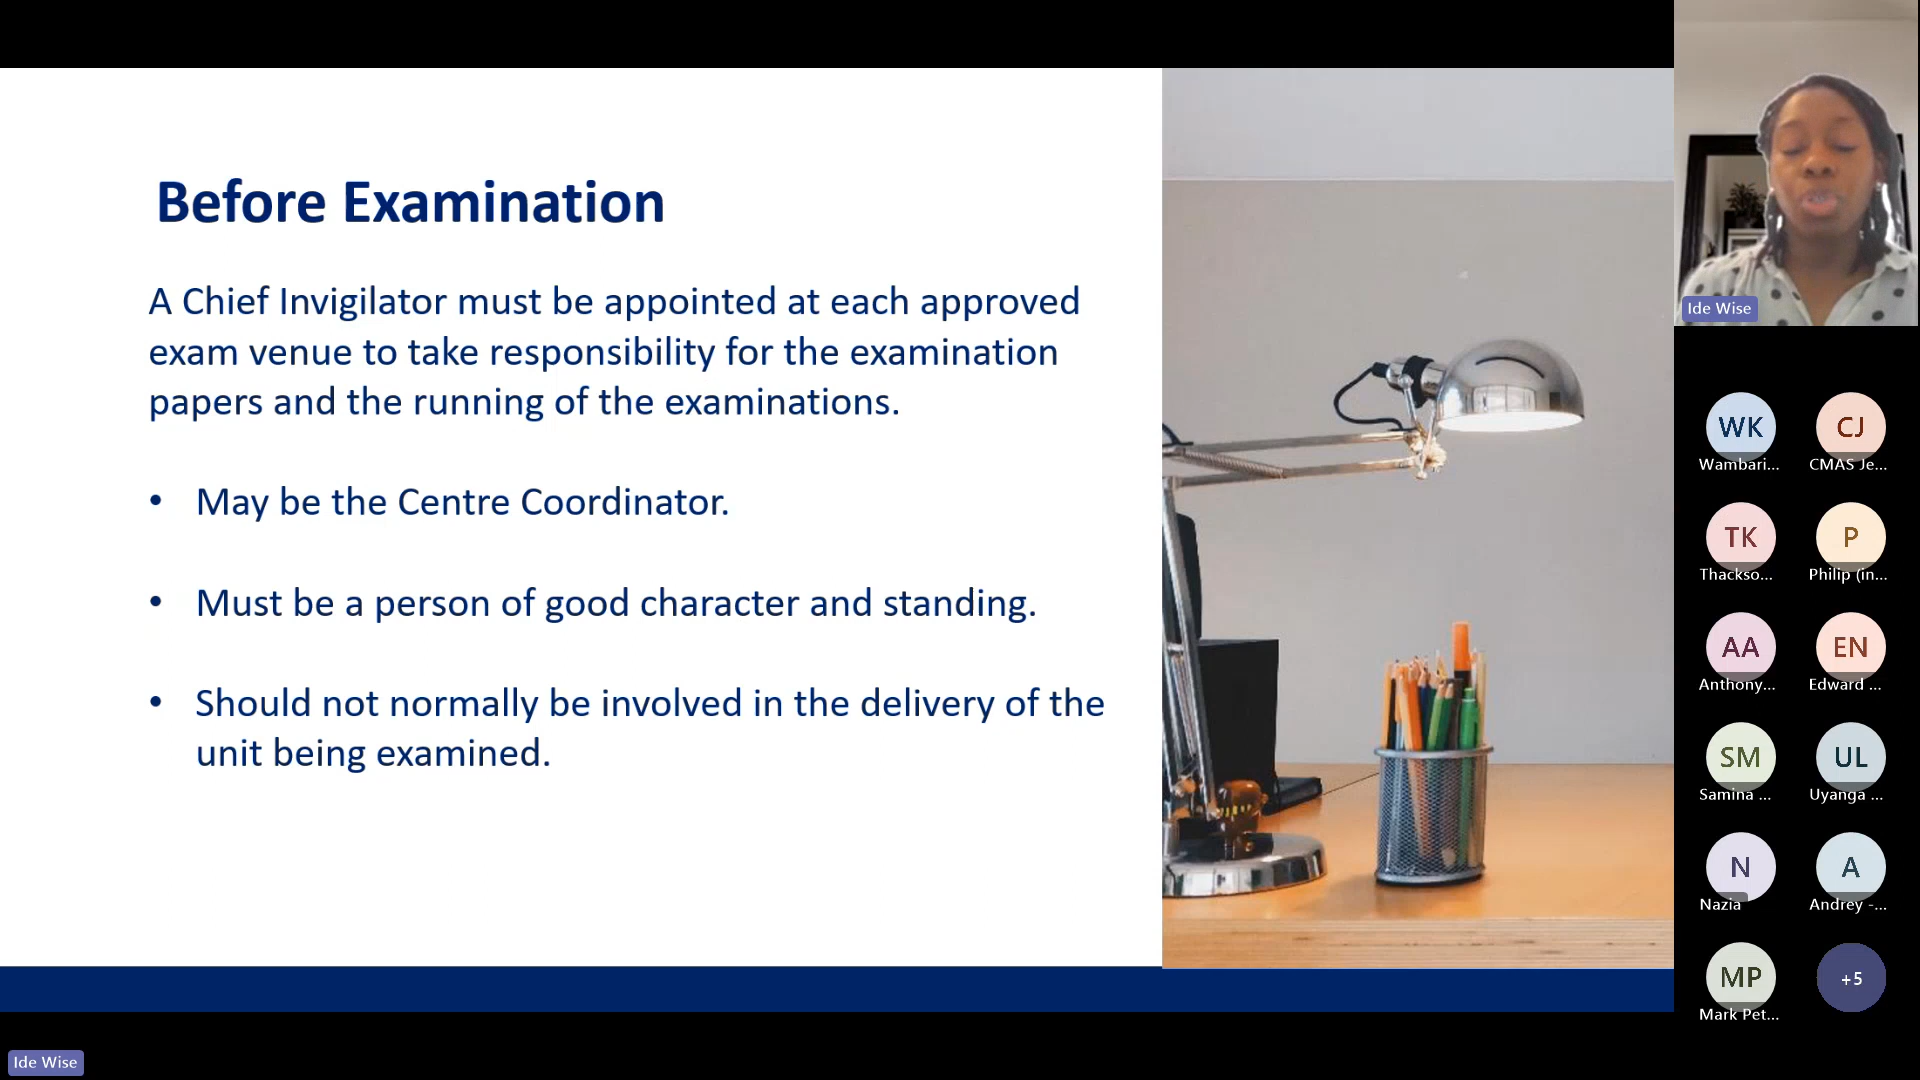 Before Examination
A Chief Invigilator must be appointed at each approved
exam venue to take responsibility for the examination
papers and the running of the examinations.
• May be the Centre Coordinator.
• Must be a person of good character and standing.
• Should not normally be involved in the delivery of the
unit being examined.
Ide Wise
WK
Wambari...
CJ
CMAS Je...
TK
Thackso...
P
Philip (in...
AA
Anthony...
EN
Edward ...
SM
Samina ...
UL
Uyanga ...
N
Nazia
A
Andrey -...
MP
Mark Pet...
+5
Ide Wise